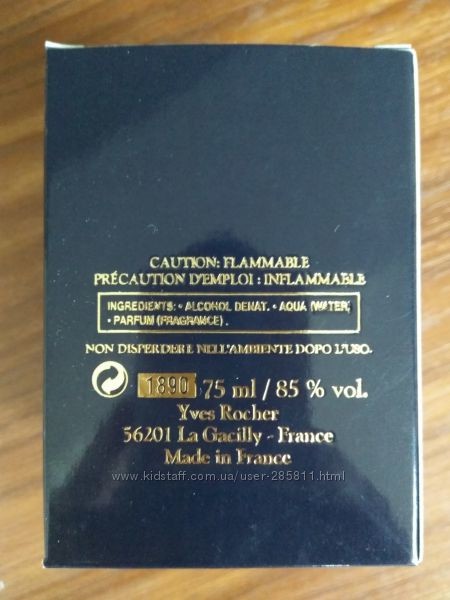 CAUTION: FLAMMABLE
PRÉCAUTION D'EMPLOI : INFLAMMABLE
INGREDIENTS: • ALCOHOL DENAT. • AQUA (WATER)
• PARFUM (FRAGRANCE).
NON DISPERDERE NELL'AMBIENTE DOPO L'USO.
1890 75 ml / 85 % vol.
Yves Rocher
56201 La Gacilly - France
Made in France
www.kidstaff.com.ua/user-285811.html